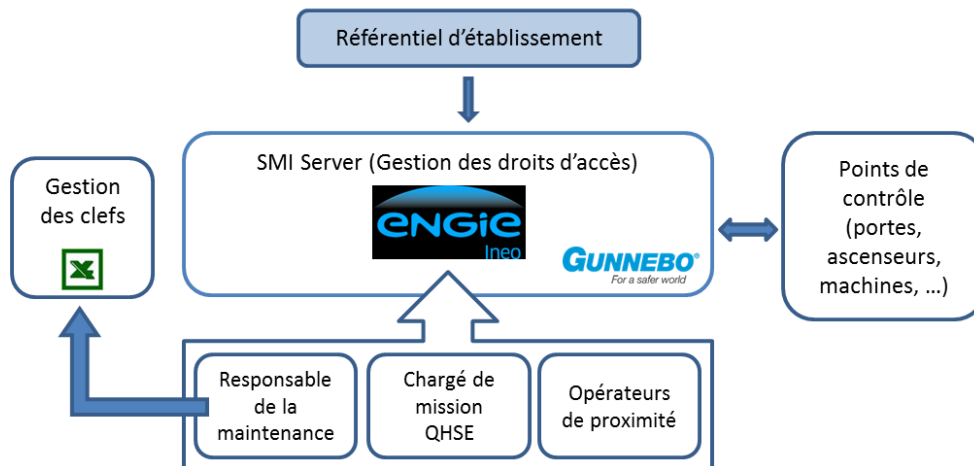 Référentiel d'établissement
SMI Server (Gestion des droits d'accès)
ENGIE
Ineo
GUNNEBO®
For a safer world
Gestion
des clefs
Points de
contrôle
(portes,
ascenseurs,
machines, ...)
Responsable
de la
maintenance
Chargé de
mission
QHSE
Opérateurs
de proximité